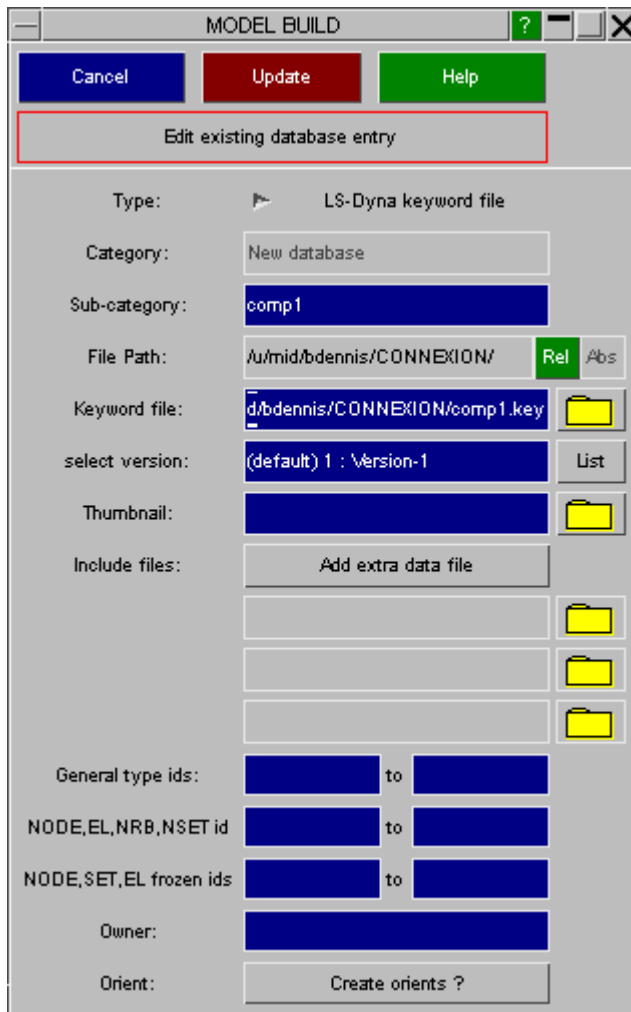 MODEL BUILD ?
Cancel Update Help
Edit existing database entry
Type: LS-Dyna keyword file
Category: New database
Sub-category: comp1
File Path: /u/mid/bdennis/CONNEXION/ Rel Abs
Keyword file: d/bdennis/CONNEXION/comp1.key
select version: (default) 1 : Version-1 List
Thumbnail:
Include files: Add extra data file
General type ids: to
NODE,EL,NRB,NSET id to
NODE,SET,EL frozen ids to
Owner:
Orient: Create orients ?